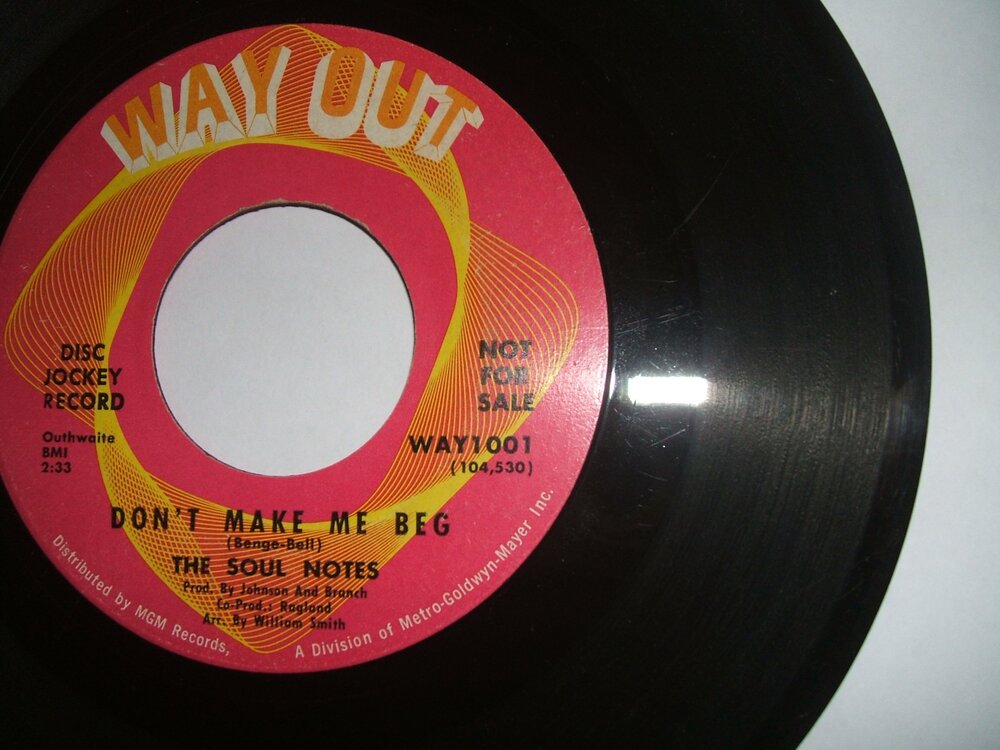 WAY OUT
DISC
JOCKEY
RECORD
NOT
FOR
SALE
Outhwaite
BMI
2:33
WAY1001
(104,530)
DON'T MAKE ME BEG
(Benge-Bell)
THE SOUL NOTES
Prod. By Johnson And Branch
Co-Prod.: Ragland
Arr. By William Smith
Distributed by MGM Records, A Division of Metro-Goldwyn-Mayer Inc.